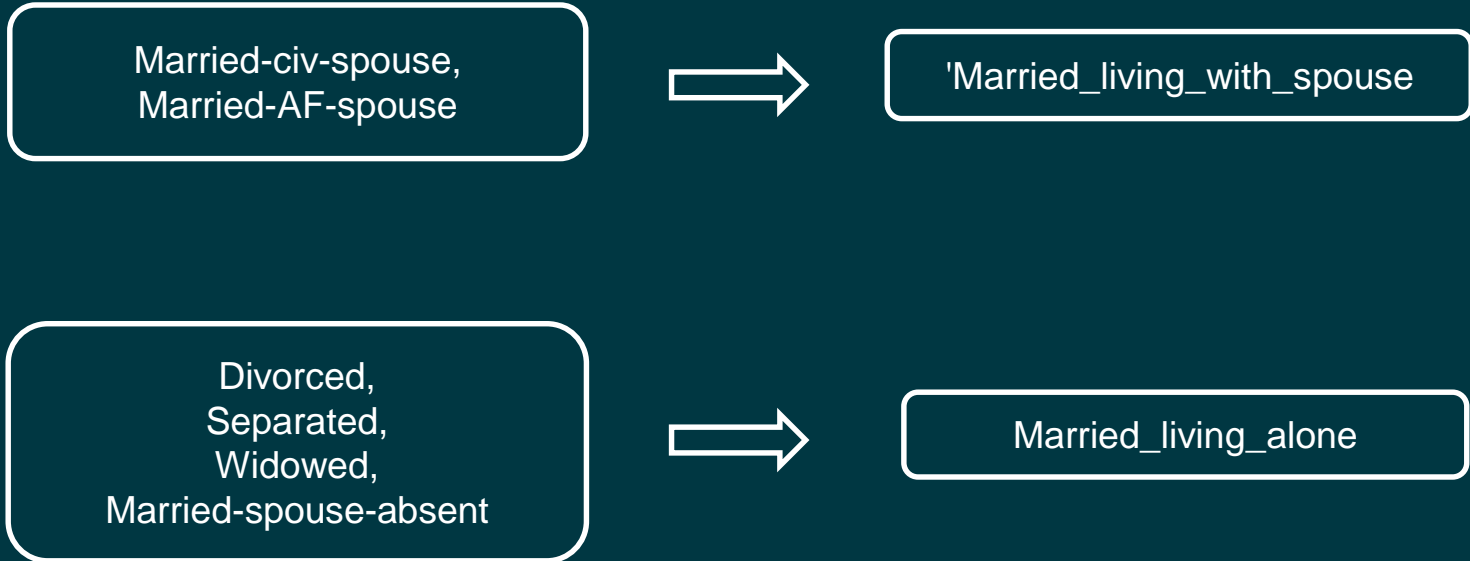 Married-civ-spouse,
Married-AF-spouse
'Married_living_with_spouse
Divorced,
Separated,
Widowed,
Married-spouse-absent
Married_living_alone